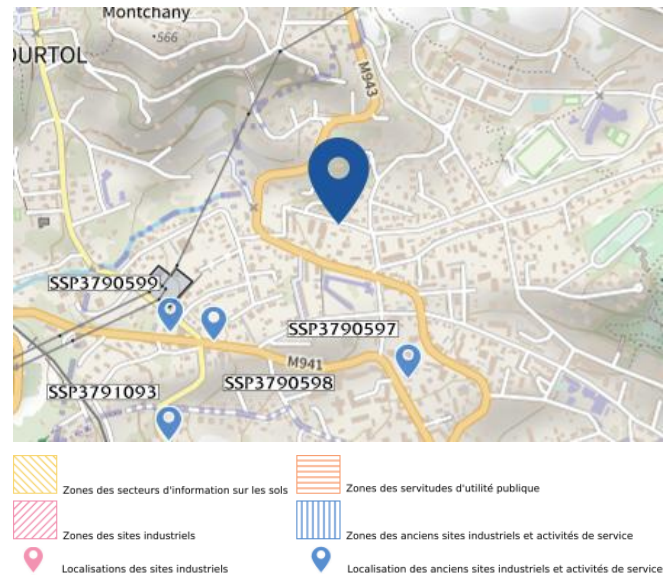 Montchany
•566
OURTOL
M943
SSP3790599
SSP3790597
M941
SSP3790598
SSP3791093
Zones des secteurs d'information sur les sols
Zones des servitudes d'utilité publique
Zones des sites industriels
Zones des anciens sites industriels et activités de service
Localisations des sites industriels
Localisation des anciens sites industriels et activités de service